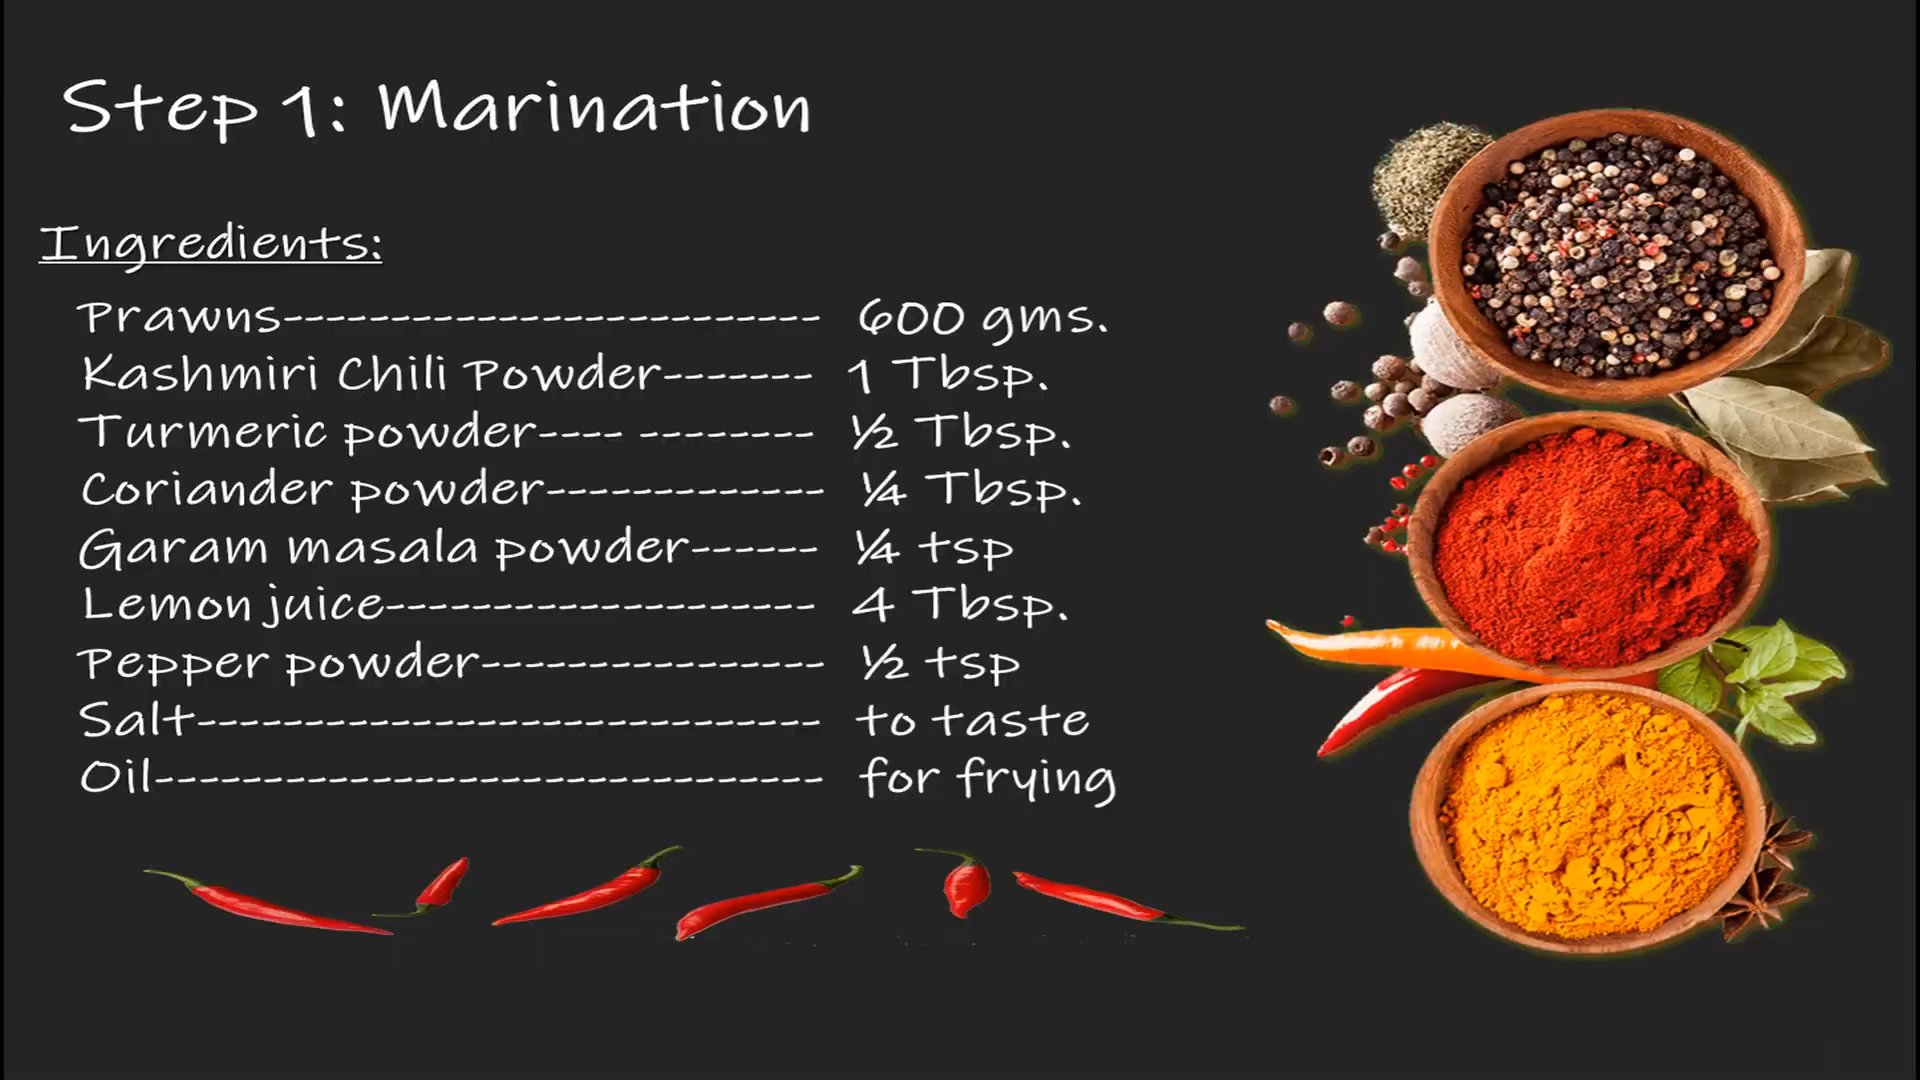 Step 1: Marination
Ingredients:
Prawns------------------------- 600 gms.
Kashmiri Chili Powder------- 1 Tbsp.
Turmeric powder---- -------- ½ Tbsp.
Coriander powder------------- ¼ Tbsp.
Garam masala powder------ ¼ tsp
Lemon juice-------------------- 4 Tbsp.
Pepper powder---------------- ½ tsp
Salt----------------------------- to taste
Oil------------------------------- for frying